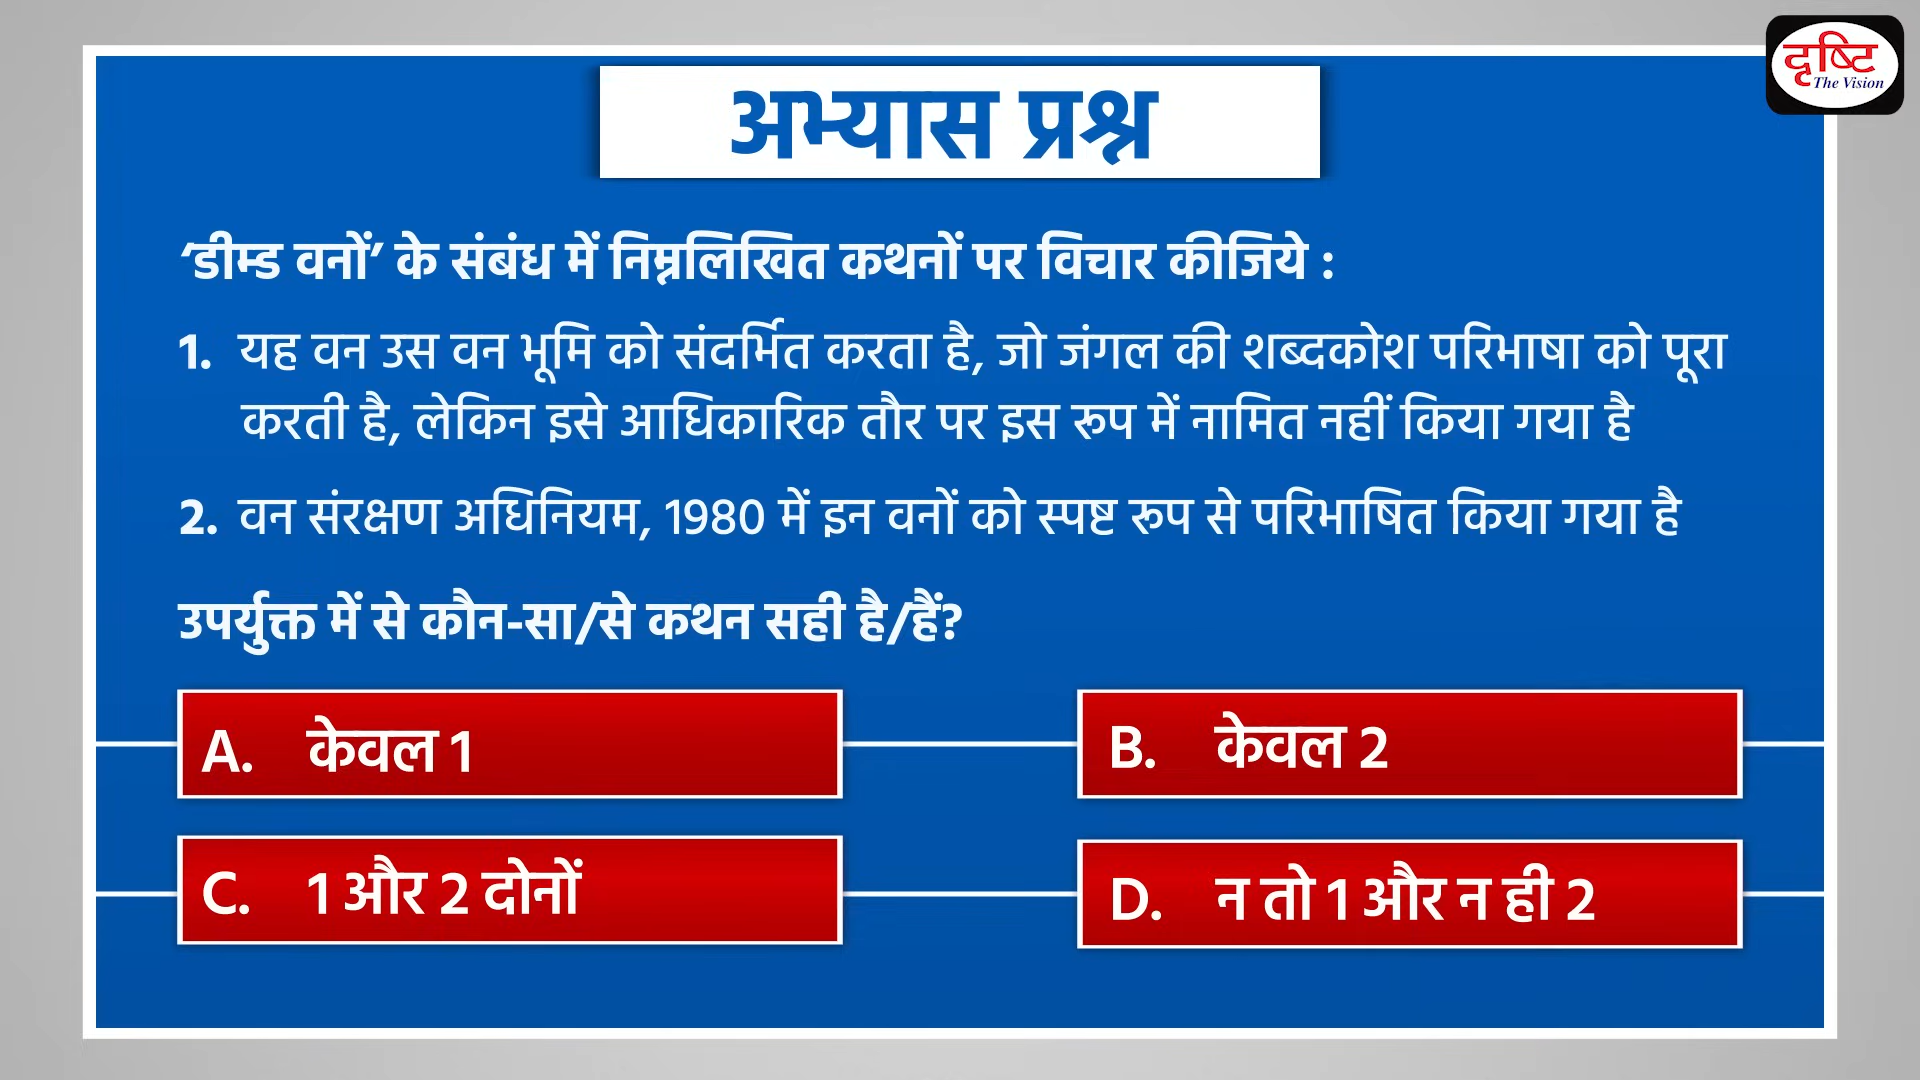 दृष्टि
The Vision
अभ्यास प्रश्न
‘डीम्ड वनों’ के संबंध में निम्नलिखित कथनों पर विचार कीजिये :
1. यह वन उस वन भूमि को संदर्भित करता है, जो जंगल की शब्दकोश परिभाषा को पूरा
करती है, लेकिन इसे आधिकारिक तौर पर इस रूप में नामित नहीं किया गया है
2. वन संरक्षण अधिनियम, 1980 में इन वनों को स्पष्ट रूप से परिभाषित किया गया है
उपर्युक्त में से कौन-सा/से कथन सही है/हैं?
A. केवल 1
B. केवल 2
C. 1 और 2 दोनों
D. न तो 1 और न ही 2